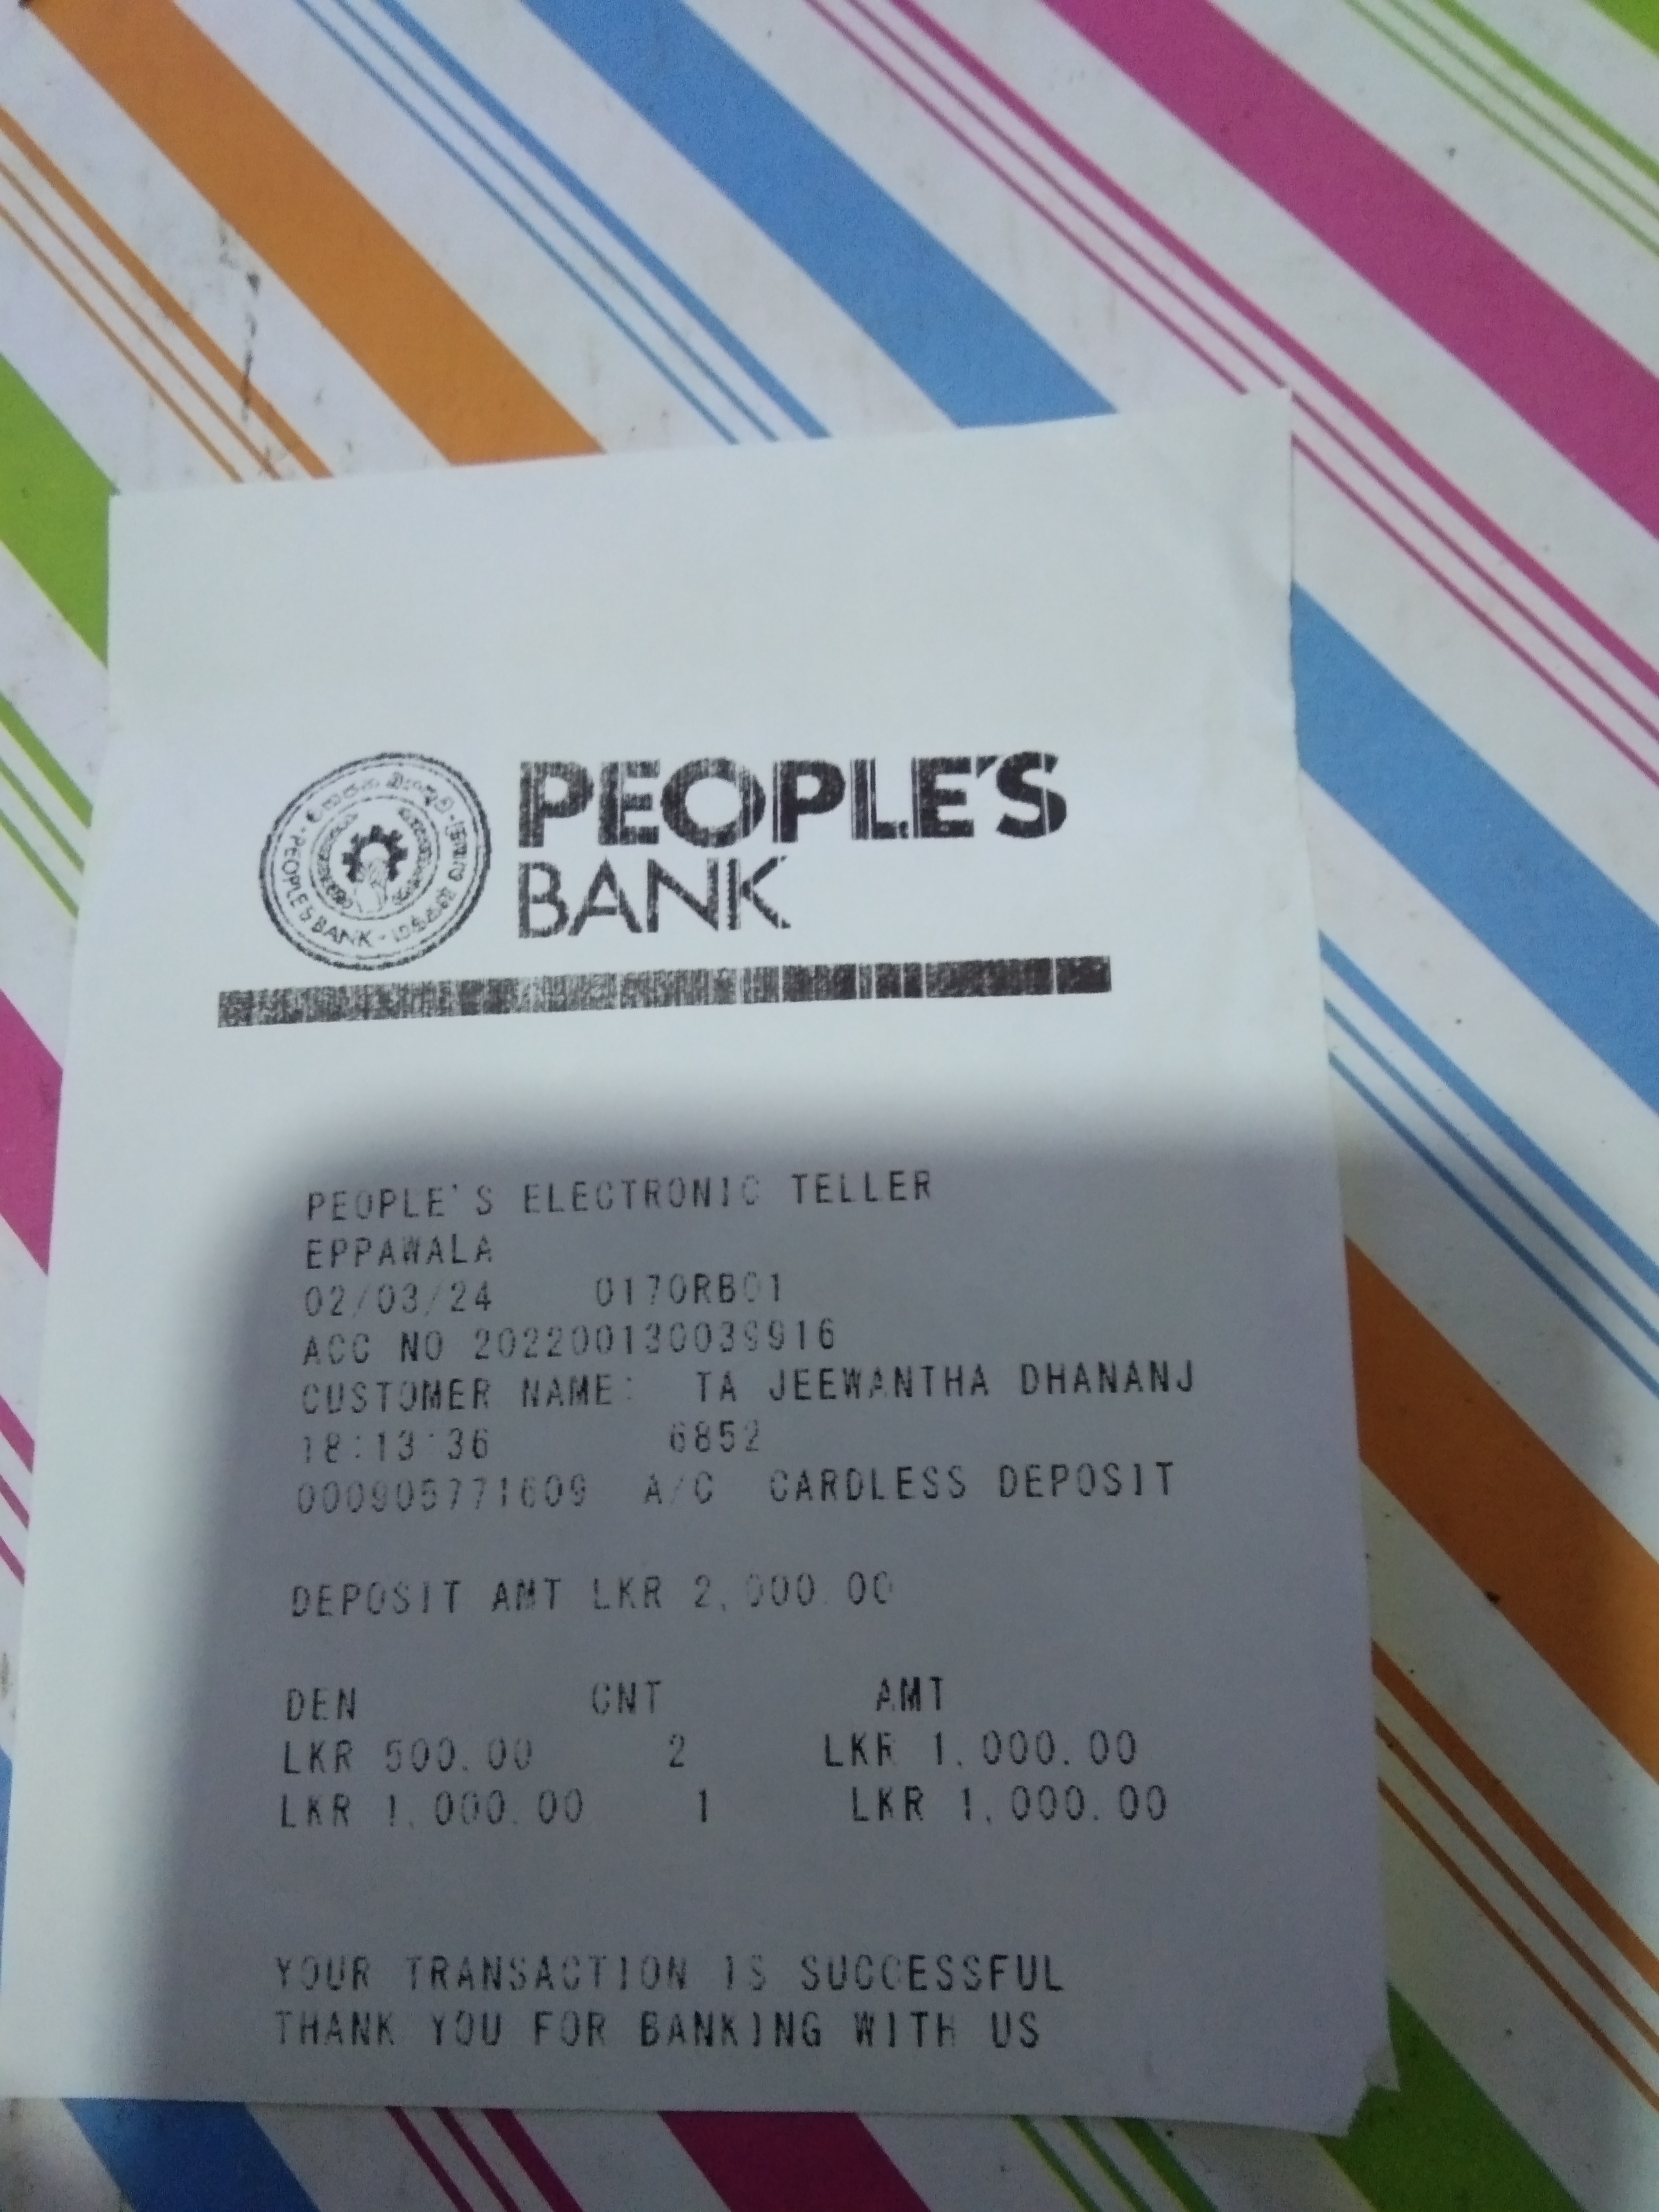 PEOPLE'S
BANK
PEOPLE'S BANK
PEOPLE'S ELECTRONIC TELLER
EPPAWALA
02/03/24 0170RB01
ACC NO 202200130039916
CUSTOMER NAME: TA JEEWANTHA DHANANJ
18:13:36 6852
000905771609 A/C CARDLESS DEPOSIT
DEPOSIT AMT LKR 2,000.00
DEN CNT AMT
LKR 500.00 2 LKR 1,000.00
LKR 1,000.00 1 LKR 1,000.00
YOUR TRANSACTION IS SUCCESSFUL
THANK YOU FOR BANKING WITH US